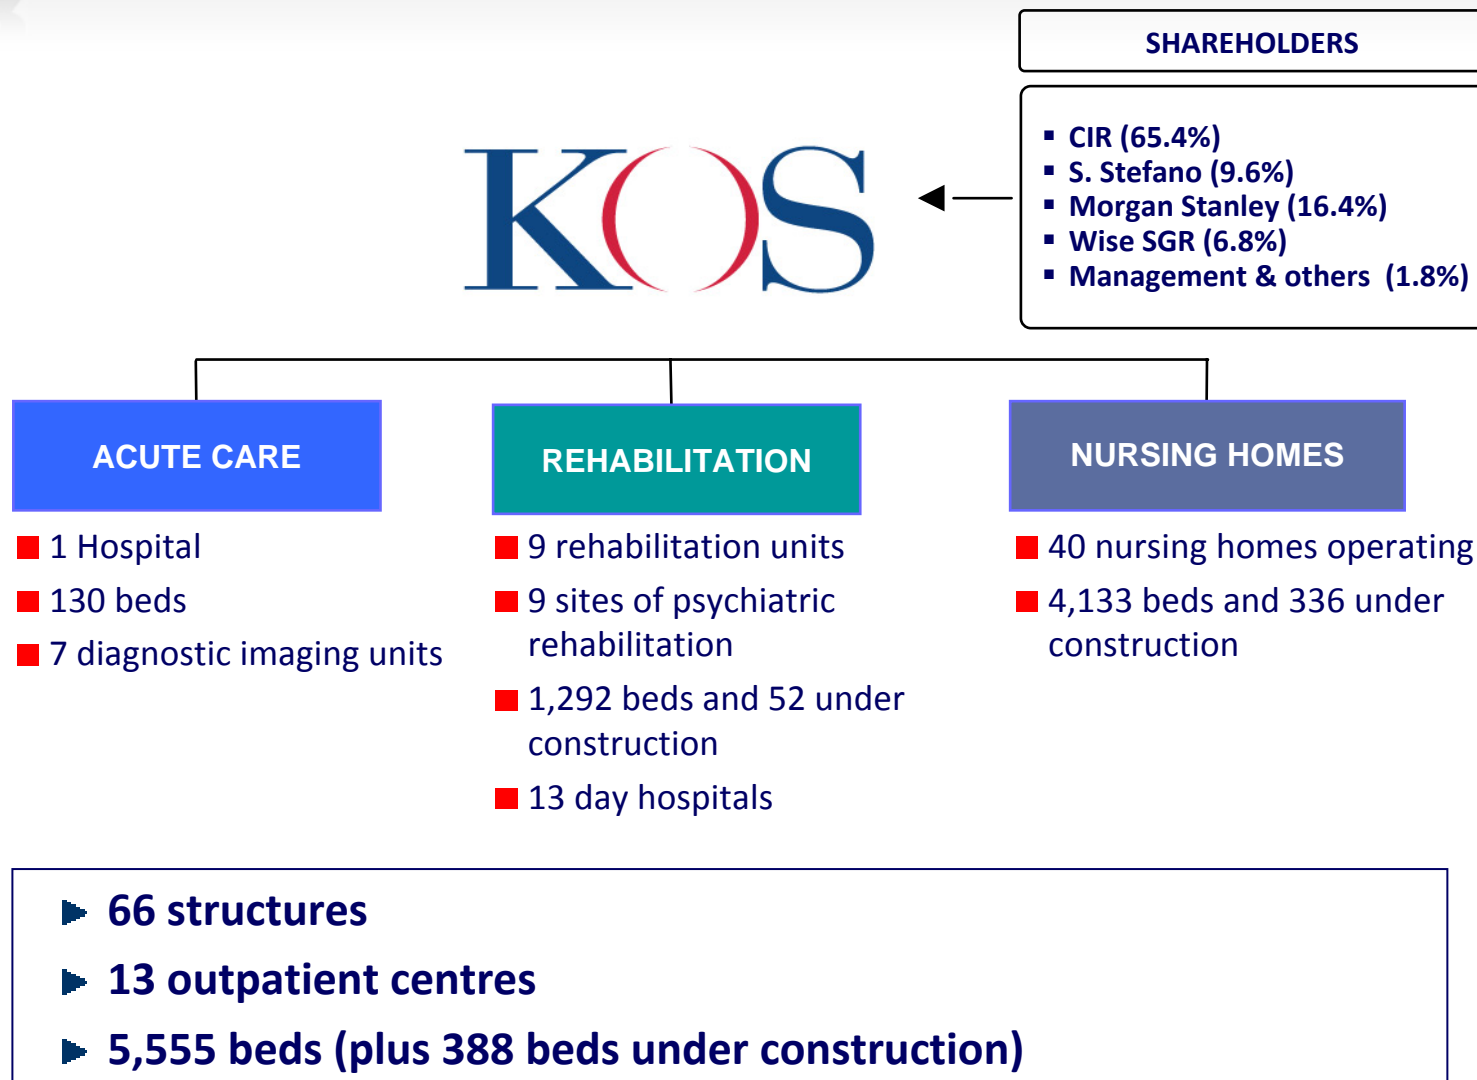 SHAREHOLDERS
▪ CIR (65.4%)
▪ S. Stefano (9.6%)
▪ Morgan Stanley (16.4%)
▪ Wise SGR (6.8%)
▪ Management & others (1.8%)
KOS
ACUTE CARE
■ 1 Hospital
■ 130 beds
■ 7 diagnostic imaging units
REHABILITATION
■ 9 rehabilitation units
■ 9 sites of psychiatric
rehabilitation
■ 1,292 beds and 52 under
construction
■ 13 day hospitals
NURSING HOMES
■ 40 nursing homes operating
■ 4,133 beds and 336 under
construction
► 66 structures
► 13 outpatient centres
► 5,555 beds (plus 388 beds under construction)